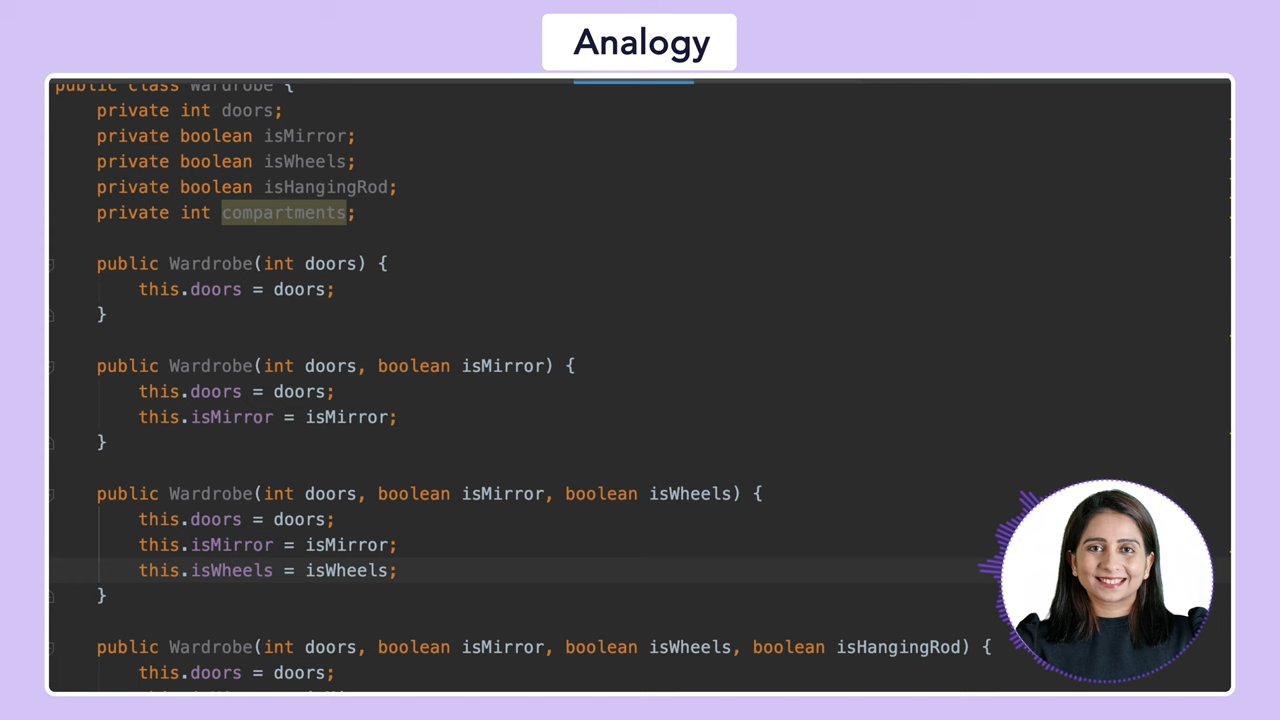 Analogy
public class Wardrobe {
private int doors;
private boolean isMirror;
private boolean isWheels;
private boolean isHangingRod;
private int compartments;
public Wardrobe(int doors) {
this.doors = doors;
}
public Wardrobe(int doors, boolean isMirror) {
this.doors = doors;
this.isMirror = isMirror;
}
public Wardrobe(int doors, boolean isMirror, boolean isWheels) {
this.doors = doors;
this.isMirror = isMirror;
this.isWheels = isWheels;
}
public Wardrobe(int doors, boolean isMirror, boolean isWheels, boolean isHangingRod) {
this.doors = doors;